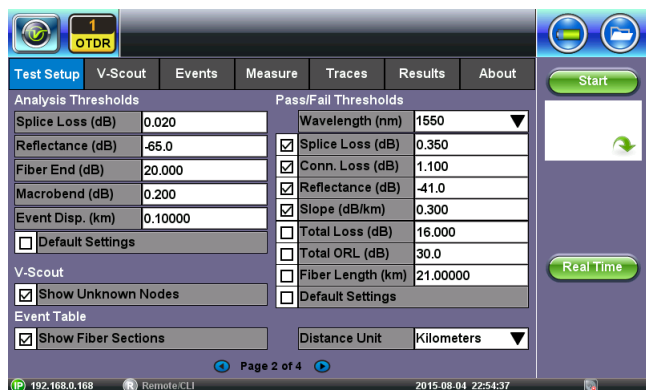 1
OTDR
Test Setup V-Scout Events Measure Traces Results About
Start
Analysis Thresholds
Splice Loss (dB) 0.020
Reflectance (dB) -65.0
Fiber End (dB) 20.000
Macrobend (dB) 0.200
Event Disp. (km) 0.10000
Default Settings
V-Scout
Show Unknown Nodes
Event Table
Show Fiber Sections
Pass/Fail Thresholds
Wavelength (nm) 1550
Splice Loss (dB) 0.350
Conn. Loss (dB) 1.100
Reflectance (dB) -41.0
Slope (dB/km) 0.300
Total Loss (dB) 16.000
Total ORL (dB) 30.0
Fiber Length (km) 21.00000
Default Settings
Distance Unit Kilometers
Real Time
Page 2 of 4
IP 192.168.0.168 R Remote/CLI 2015-08-04 22:54:37